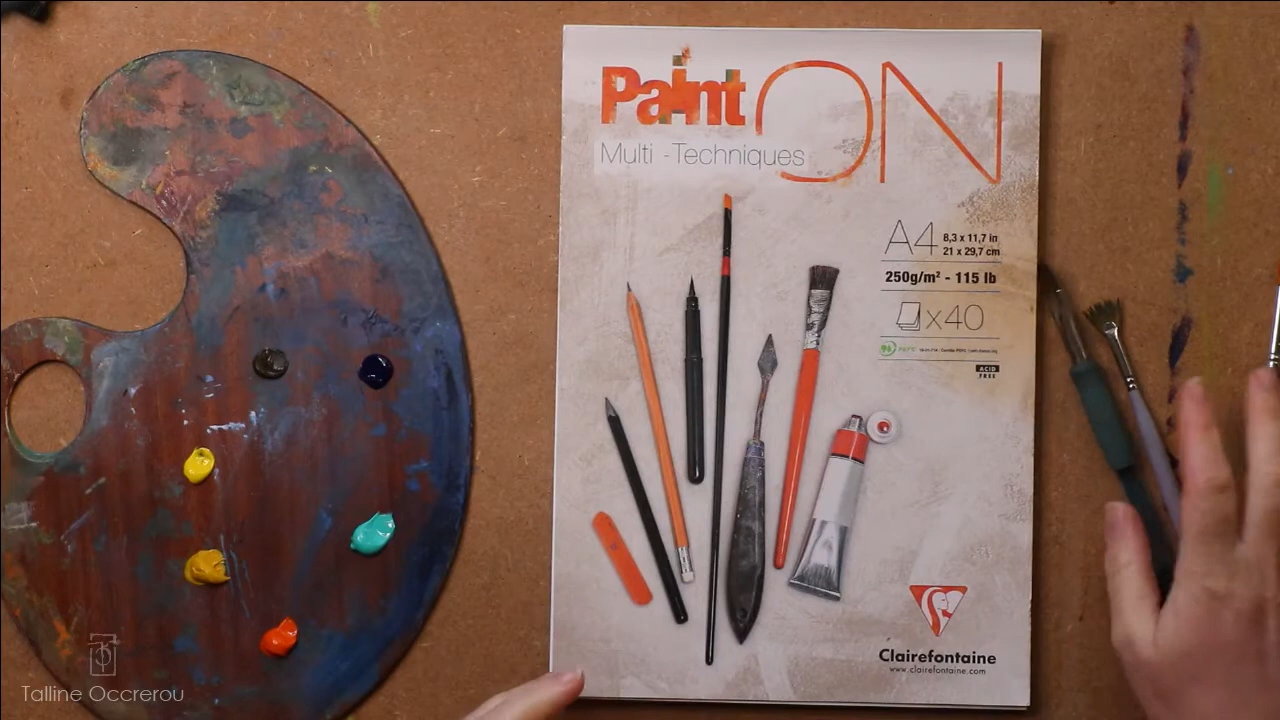 Paint ON
Multi -Techniques
A4
8,3 x 11,7 in
21 x 29,7 cm
250g/m² - 115 lb
x40
PEFC
ACID
FREE
Clairefontaine
www.clairefontaine.com
Talline Occrerou